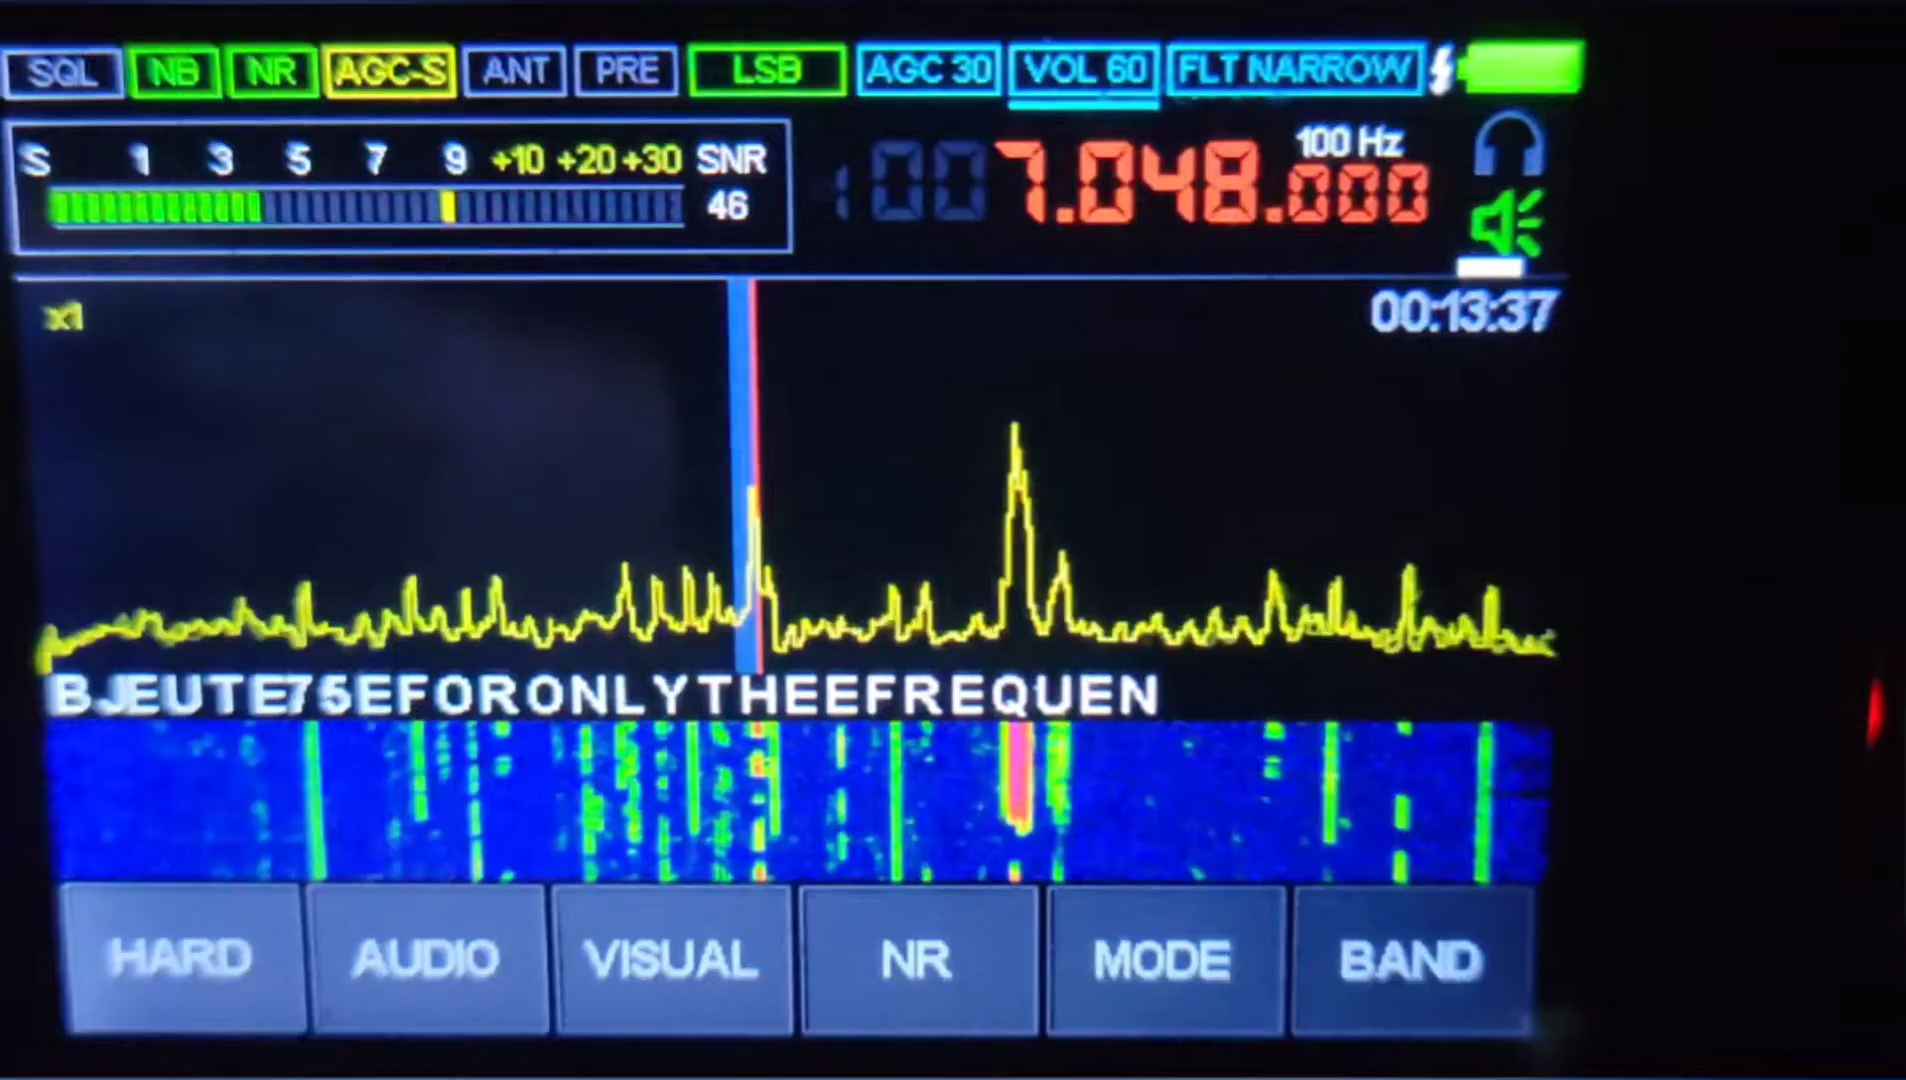 SQL NB NR AGC-S ANT PRE LSB AGC 30 VOL 60 FLT NARROW
S 1 3 5 7 9 +10 +20 +30 SNR
46
100 Hz
7.048.000
x1
00:13:37
BJEUTE75EFORONLYTHEEFREQUEN
HARD AUDIO VISUAL NR MODE BAND